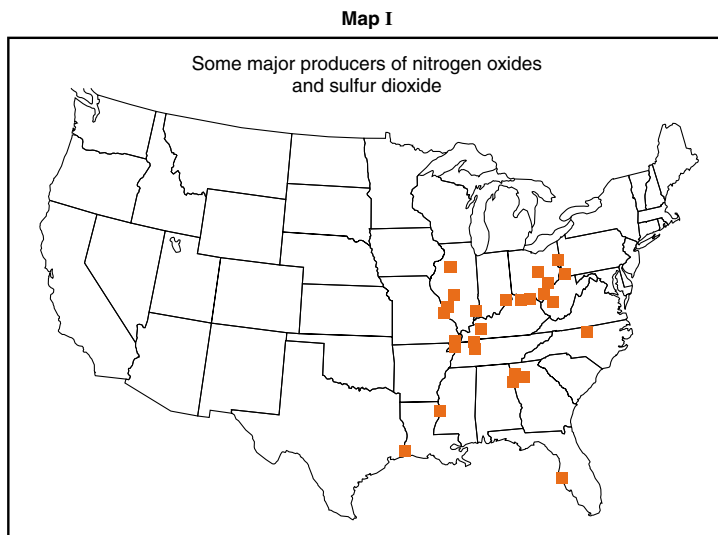 Map I
Some major producers of nitrogen oxides
and sulfur dioxide